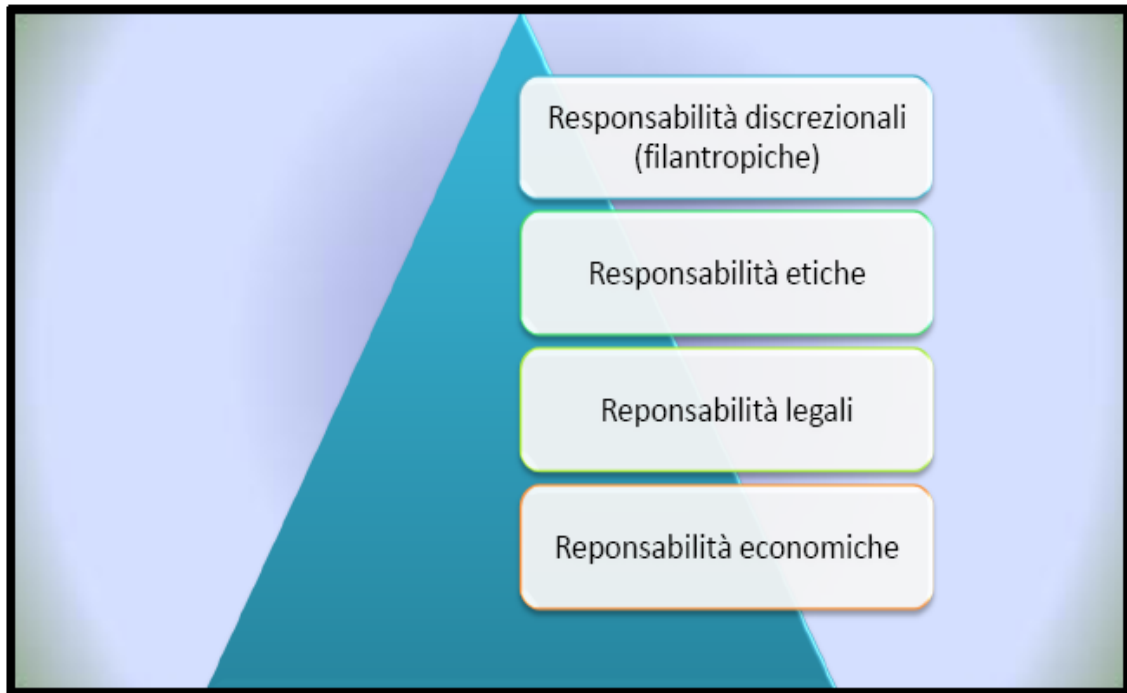 Responsabilità discrezionali
(filantropiche)
Responsabilità etiche
Reponsabilità legali
Reponsabilità economiche